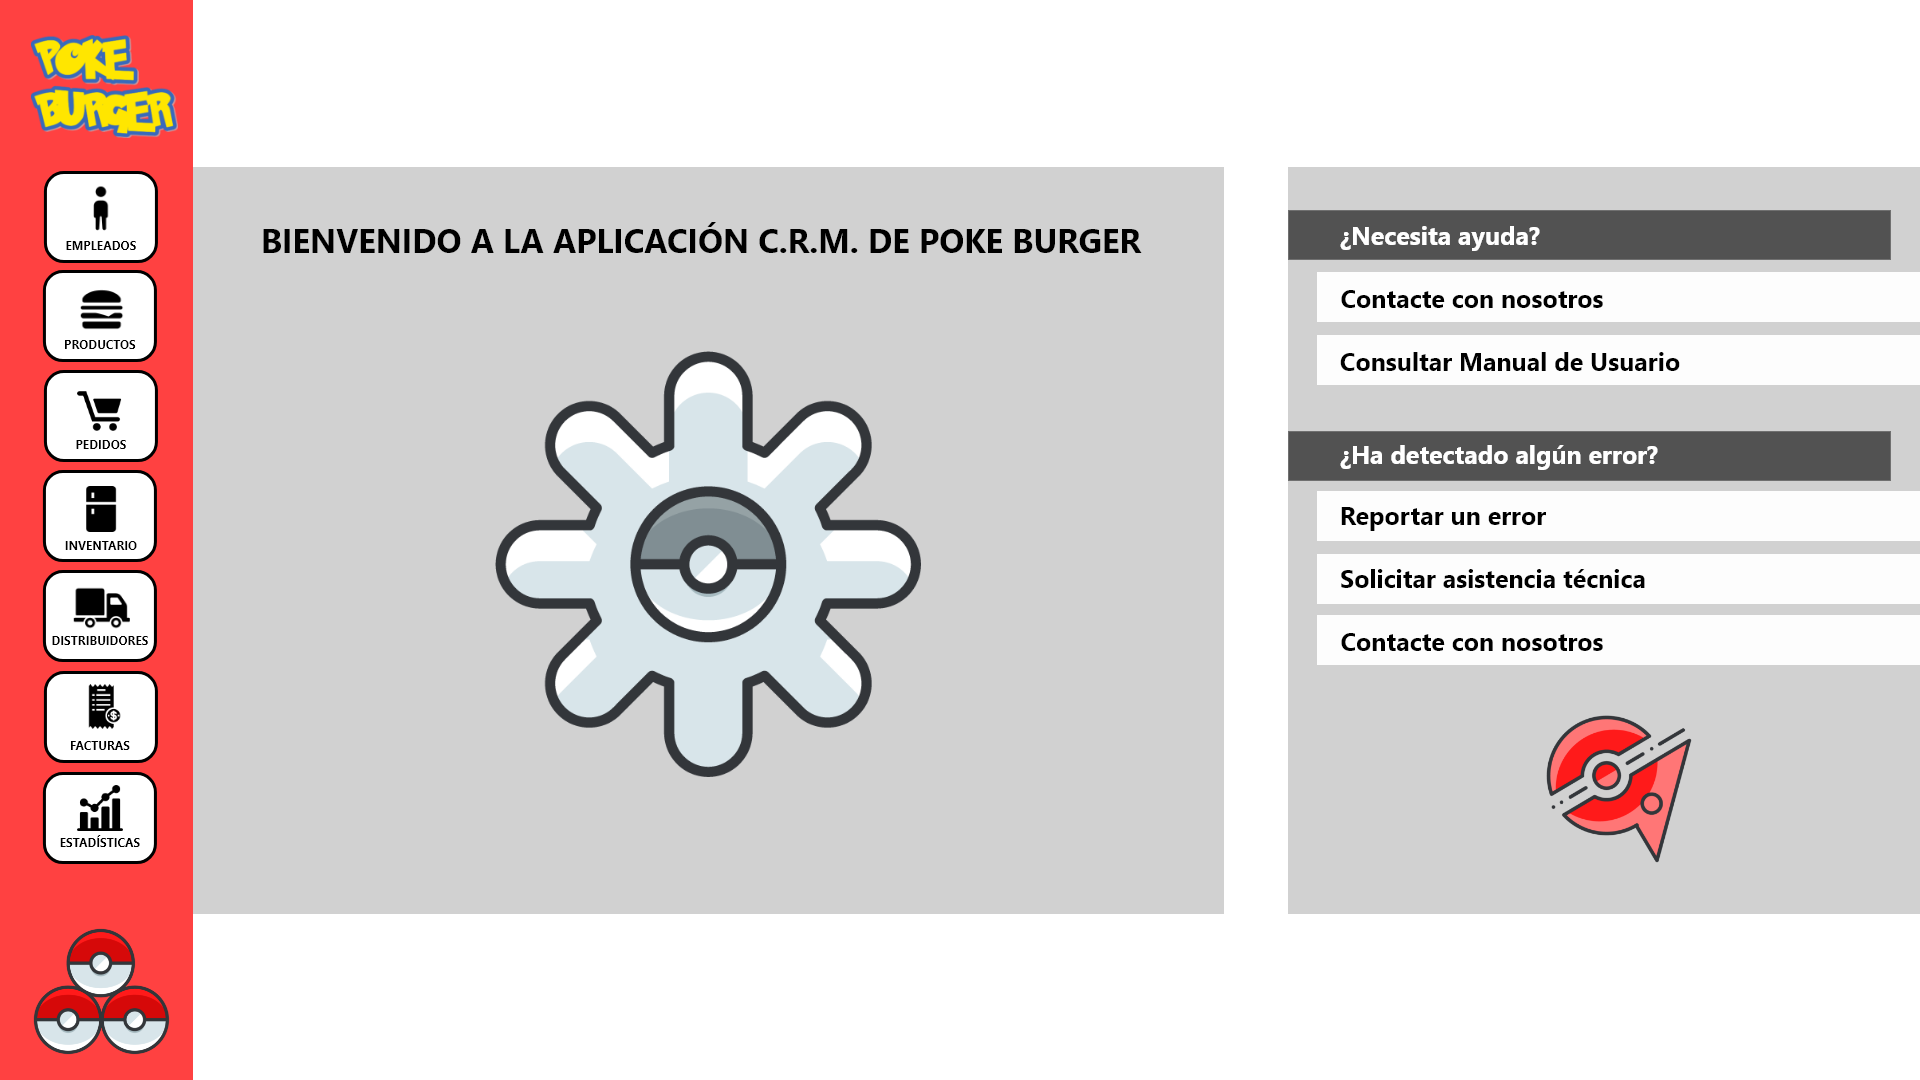 POKE
BURGER
EMPLEADOS
PRODUCTOS
PEDIDOS
INVENTARIO
DISTRIBUIDORES
FACTURAS
ESTADÍSTICAS
BIENVENIDO A LA APLICACIÓN C.R.M. DE POKE BURGER
¿Necesita ayuda?
Contacte con nosotros
Consultar Manual de Usuario
¿Ha detectado algún error?
Reportar un error
Solicitar asistencia técnica
Contacte con nosotros